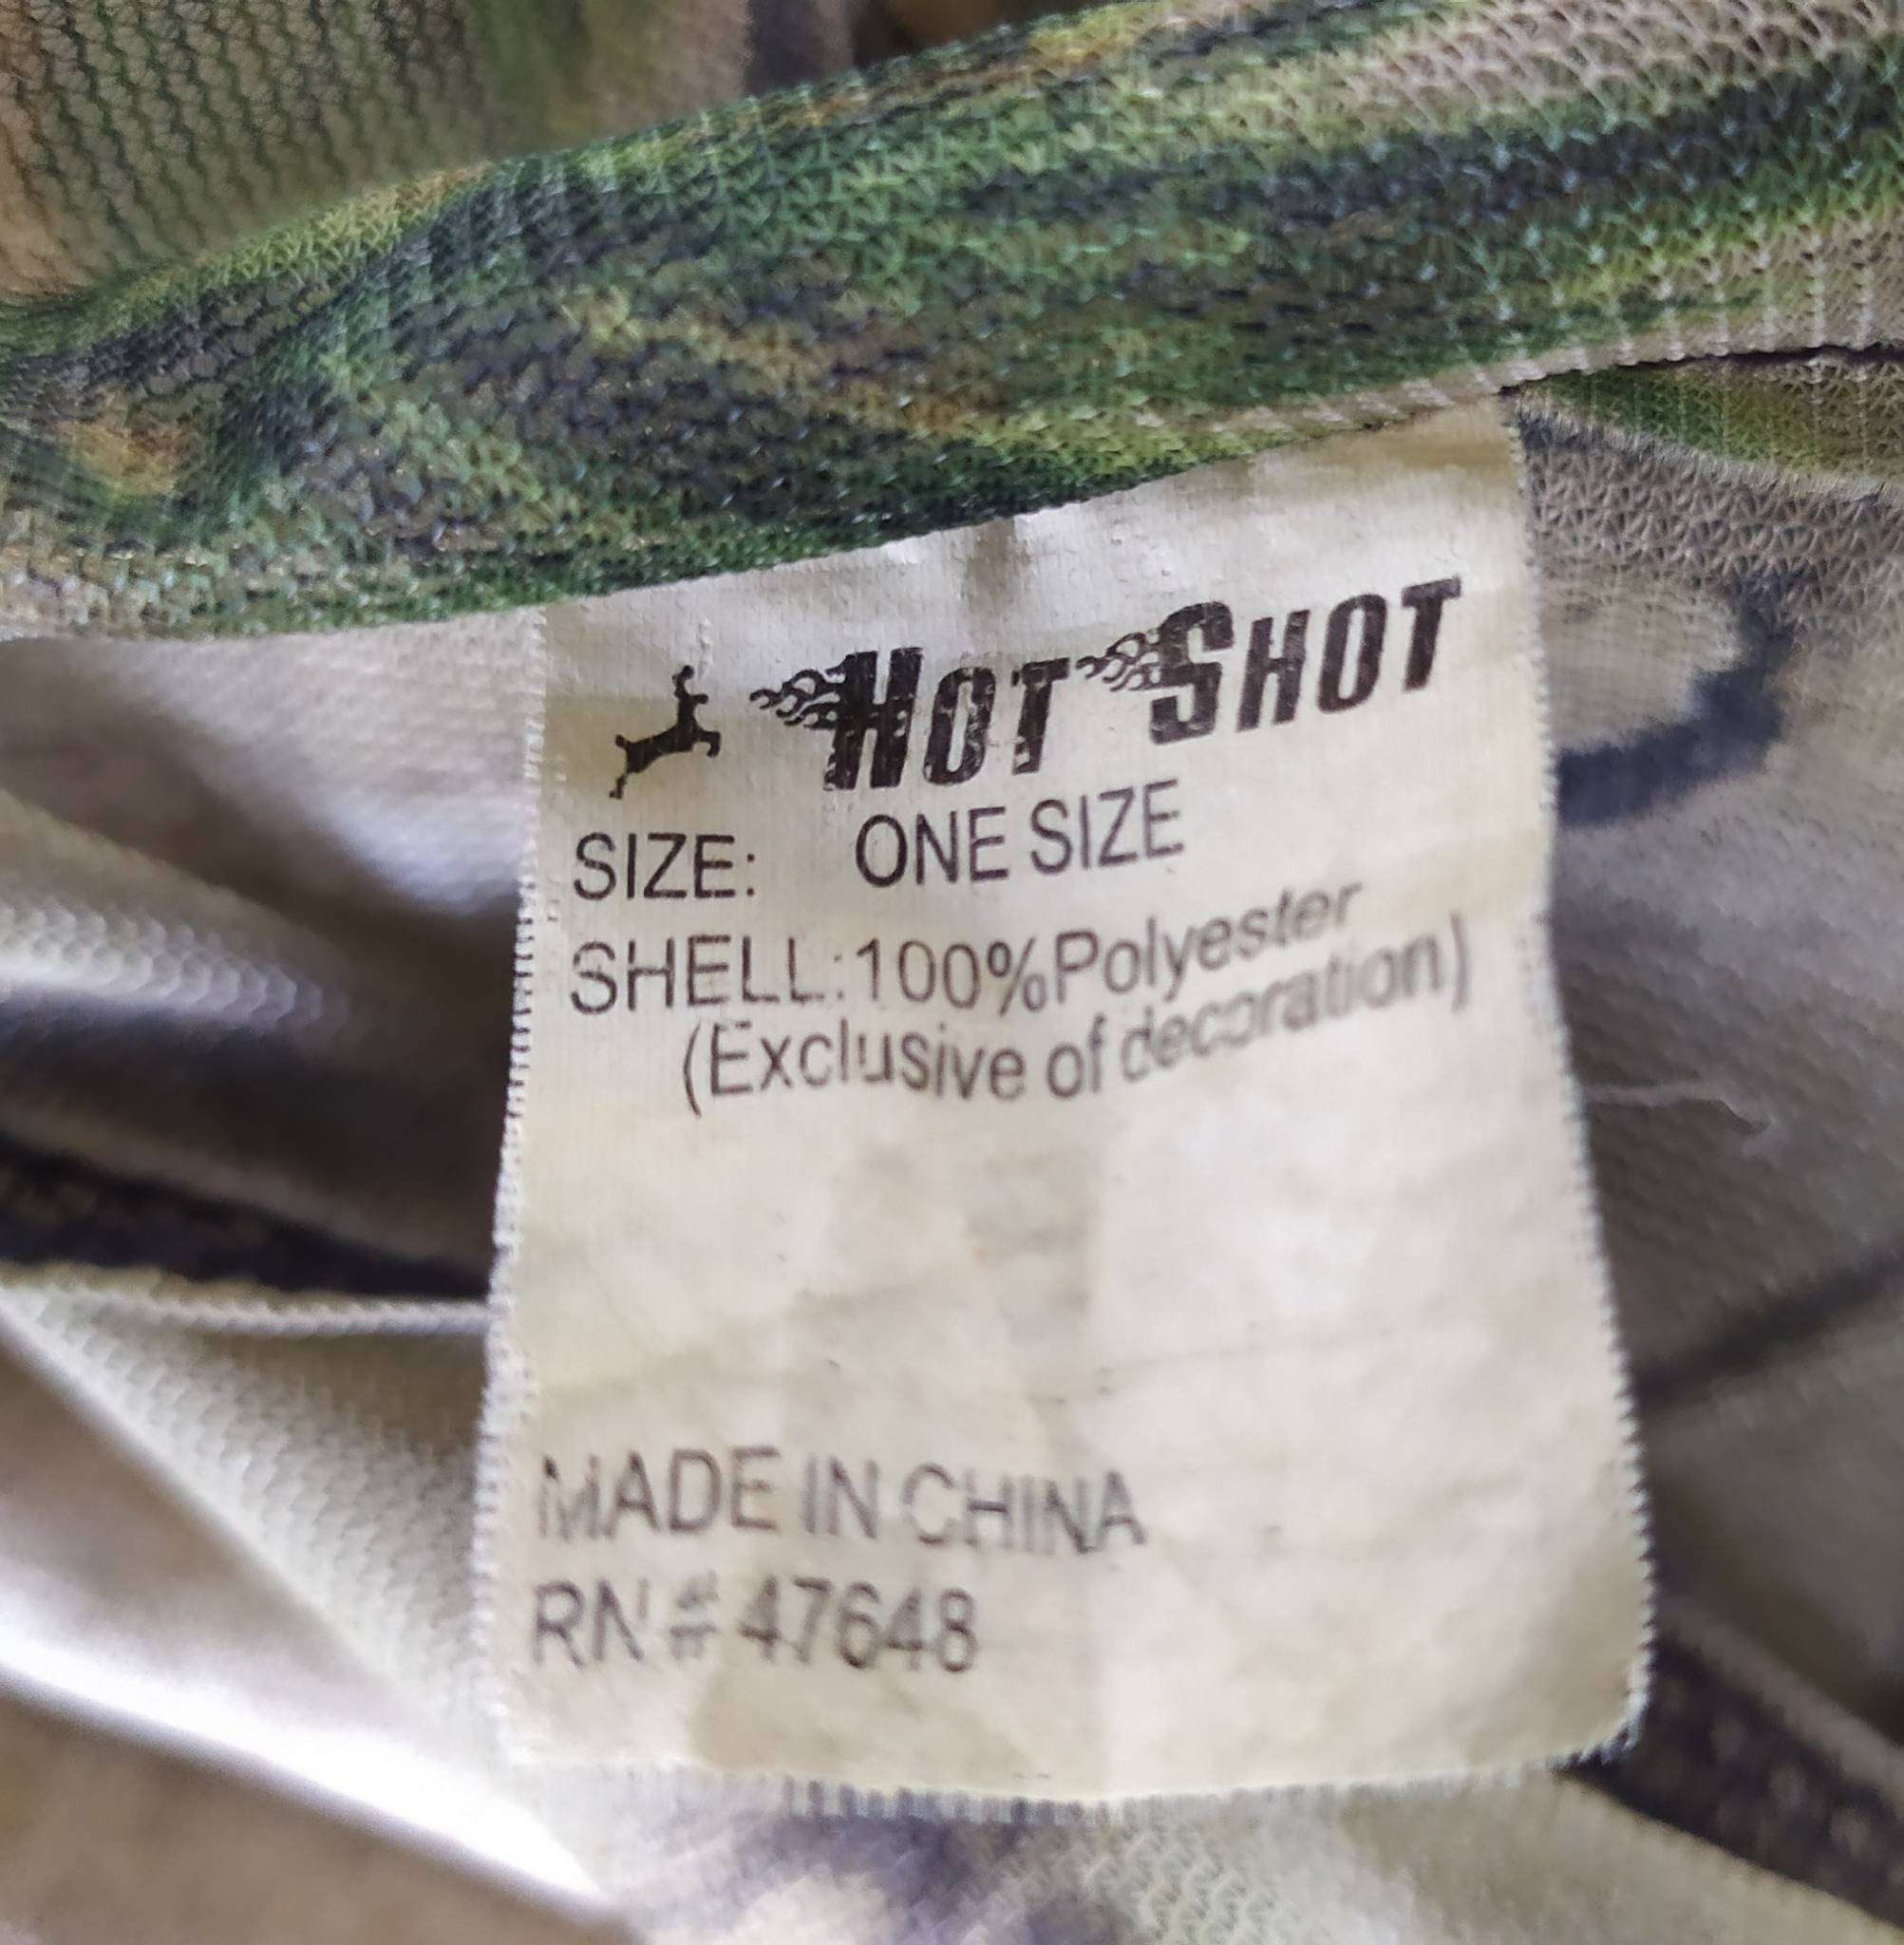 HOT SHOT
SIZE: ONE SIZE
SHELL:100%Polyester
(Exclusive of decoration)
MADE IN CHINA
RN#47648